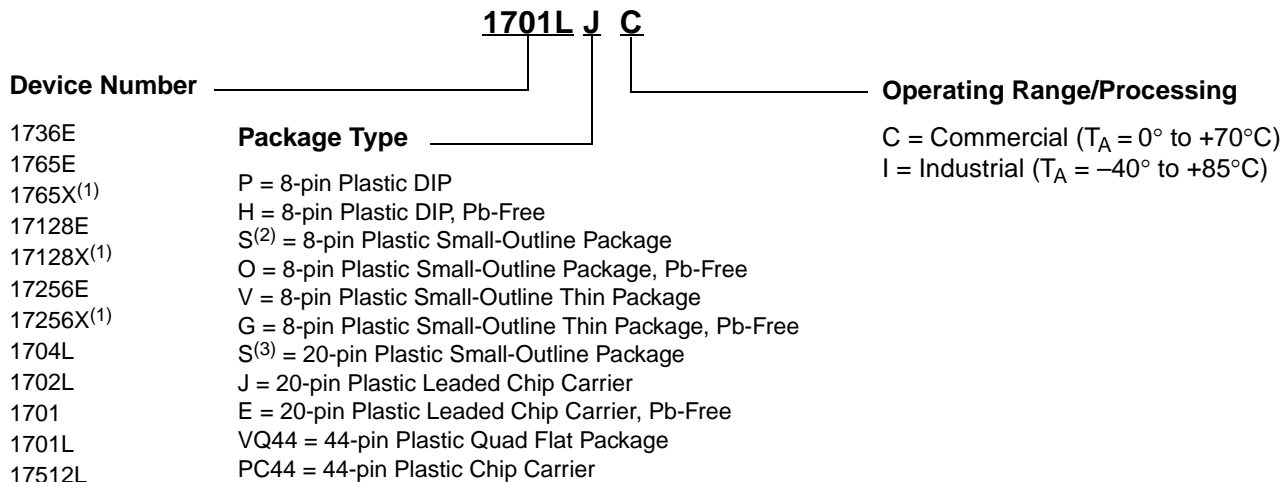 1701L J C
Device Number
1736E
1765E
1765X(1)
17128E
17128X(1)
17256E
17256X(1)
1704L
1702L
1701
1701L
17512L
Package Type
P = 8-pin Plastic DIP
H = 8-pin Plastic DIP, Pb-Free
S(2) = 8-pin Plastic Small-Outline Package
O = 8-pin Plastic Small-Outline Package, Pb-Free
V = 8-pin Plastic Small-Outline Thin Package
G = 8-pin Plastic Small-Outline Thin Package, Pb-Free
S(3) = 20-pin Plastic Small-Outline Package
J = 20-pin Plastic Leaded Chip Carrier
E = 20-pin Plastic Leaded Chip Carrier, Pb-Free
VQ44 = 44-pin Plastic Quad Flat Package
PC44 = 44-pin Plastic Chip Carrier
Operating Range/Processing
C = Commercial (TA = 0° to +70°C)
I = Industrial (TA = –40° to +85°C)